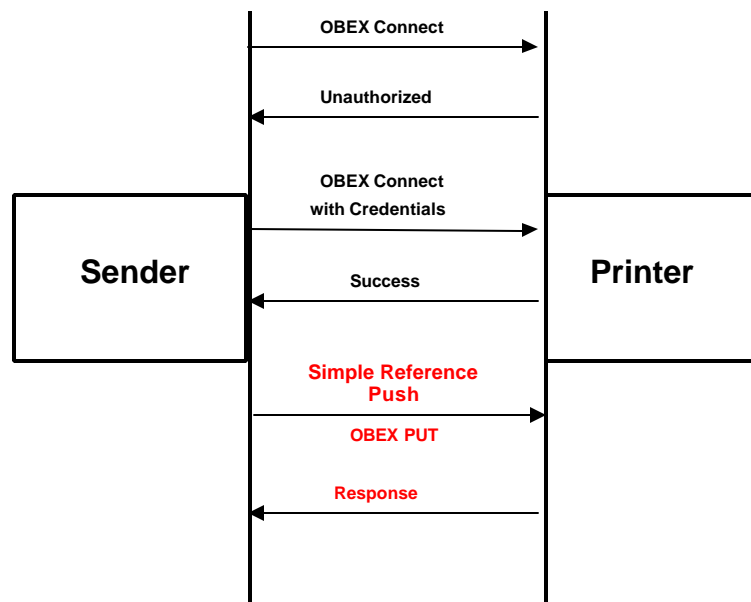 OBEX Connect
Unauthorized
OBEX Connect
with Credentials
Sender
Printer
Success
Simple Reference
Push
OBEX PUT
Response